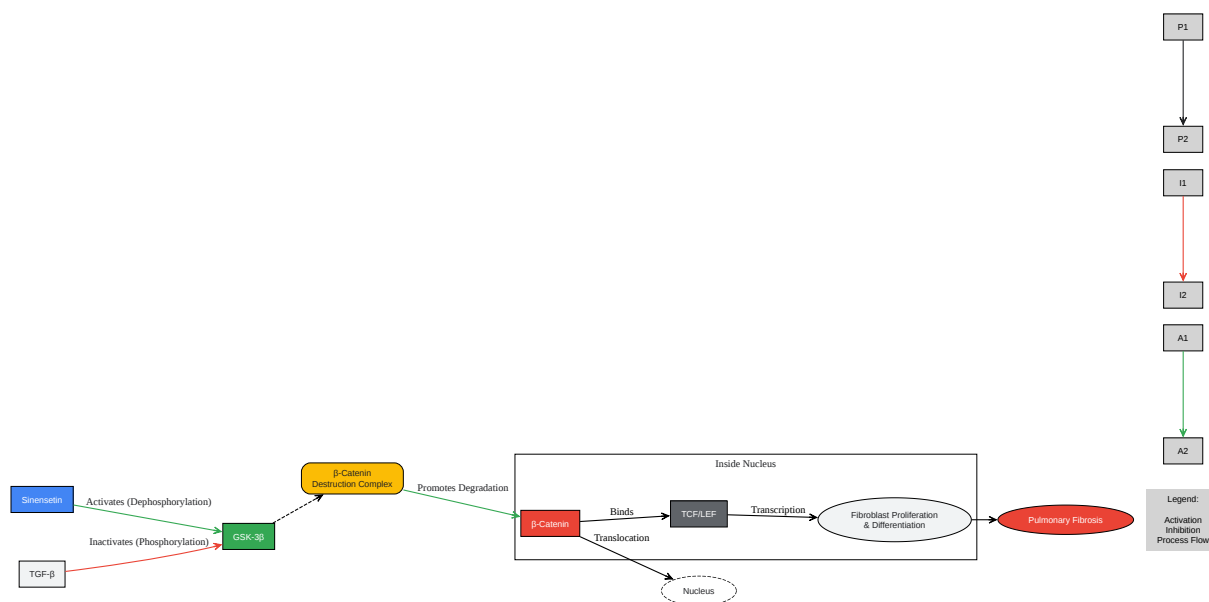 P1
P2
I1
I2
A1
A2
Inside Nucleus
β-Catenin
Destruction Complex
Promotes Degradation
Sinensetin
Activates (Dephosphorylation)
GSK-3β
Inactivates (Phosphorylation)
TGF-β
β-Catenin
Binds
Translocation
TCF/LEF
Transcription
Fibroblast Proliferation
& Differentiation
Pulmonary Fibrosis
Nucleus
Legend:
Activation
Inhibition
Process Flow